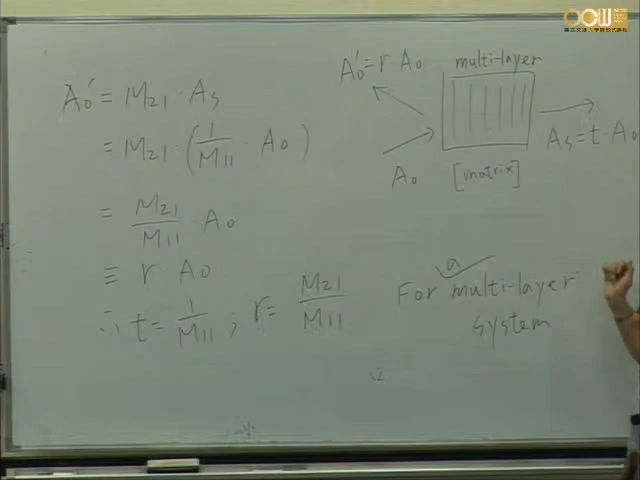 A₀' = M₂₁ · Aₛ
= M₂₁ · ( 1/M₁₁ · A₀ )
= M₂₁/M₁₁ A₀
≡ r · A₀
∴ t = 1/M₁₁ ; r = M₂₁/M₁₁
A₀' = r · A₀
multi-layer
Aₛ = t · A₀
A₀
[matrix]
a
For multi-layer
system
OCW